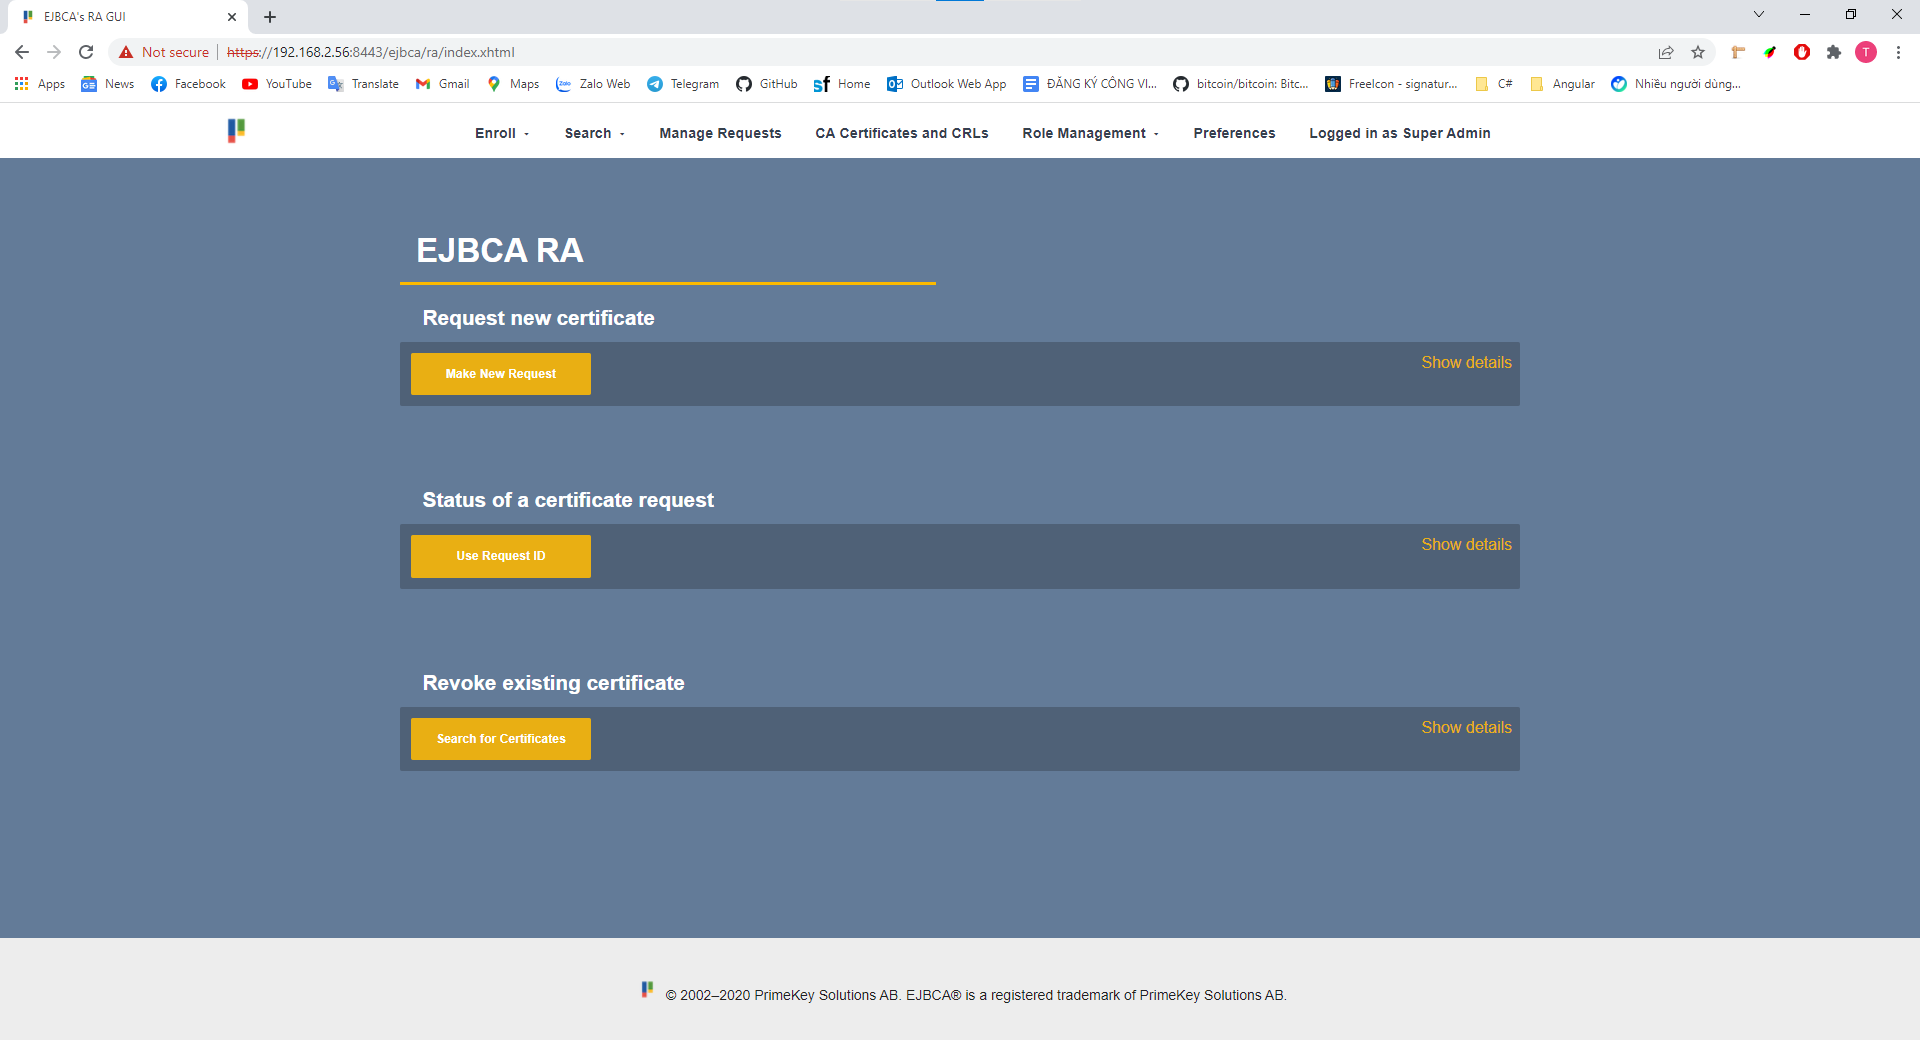 EJBCA's RA GUI
Not secure https://192.168.2.56:8443/ejbca/ra/index.xhtml
T
Apps News Facebook YouTube Translate Gmail Maps Zalo Web Telegram GitHub Home Outlook Web App ĐĂNG KÝ CÔNG VI... bitcoin/bitcoin: Bitc... FreeIcon - signatur... C# Angular Nhiều người dùng...
Enroll Search Manage Requests CA Certificates and CRLs Role Management Preferences Logged in as Super Admin
EJBCA RA
Request new certificate
Make New Request Show details
Status of a certificate request
Use Request ID Show details
Revoke existing certificate
Search for Certificates Show details
© 2002–2020 PrimeKey Solutions AB. EJBCA® is a registered trademark of PrimeKey Solutions AB.